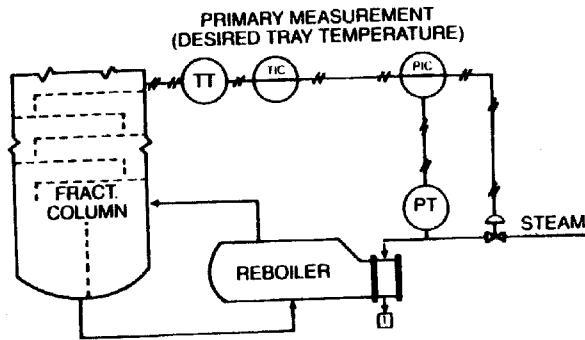 PRIMARY MEASUREMENT
(DESIRED TRAY TEMPERATURE)
TT
TIC
PIC
FRACT.
COLUMN
PT
STEAM
REBOILER
T